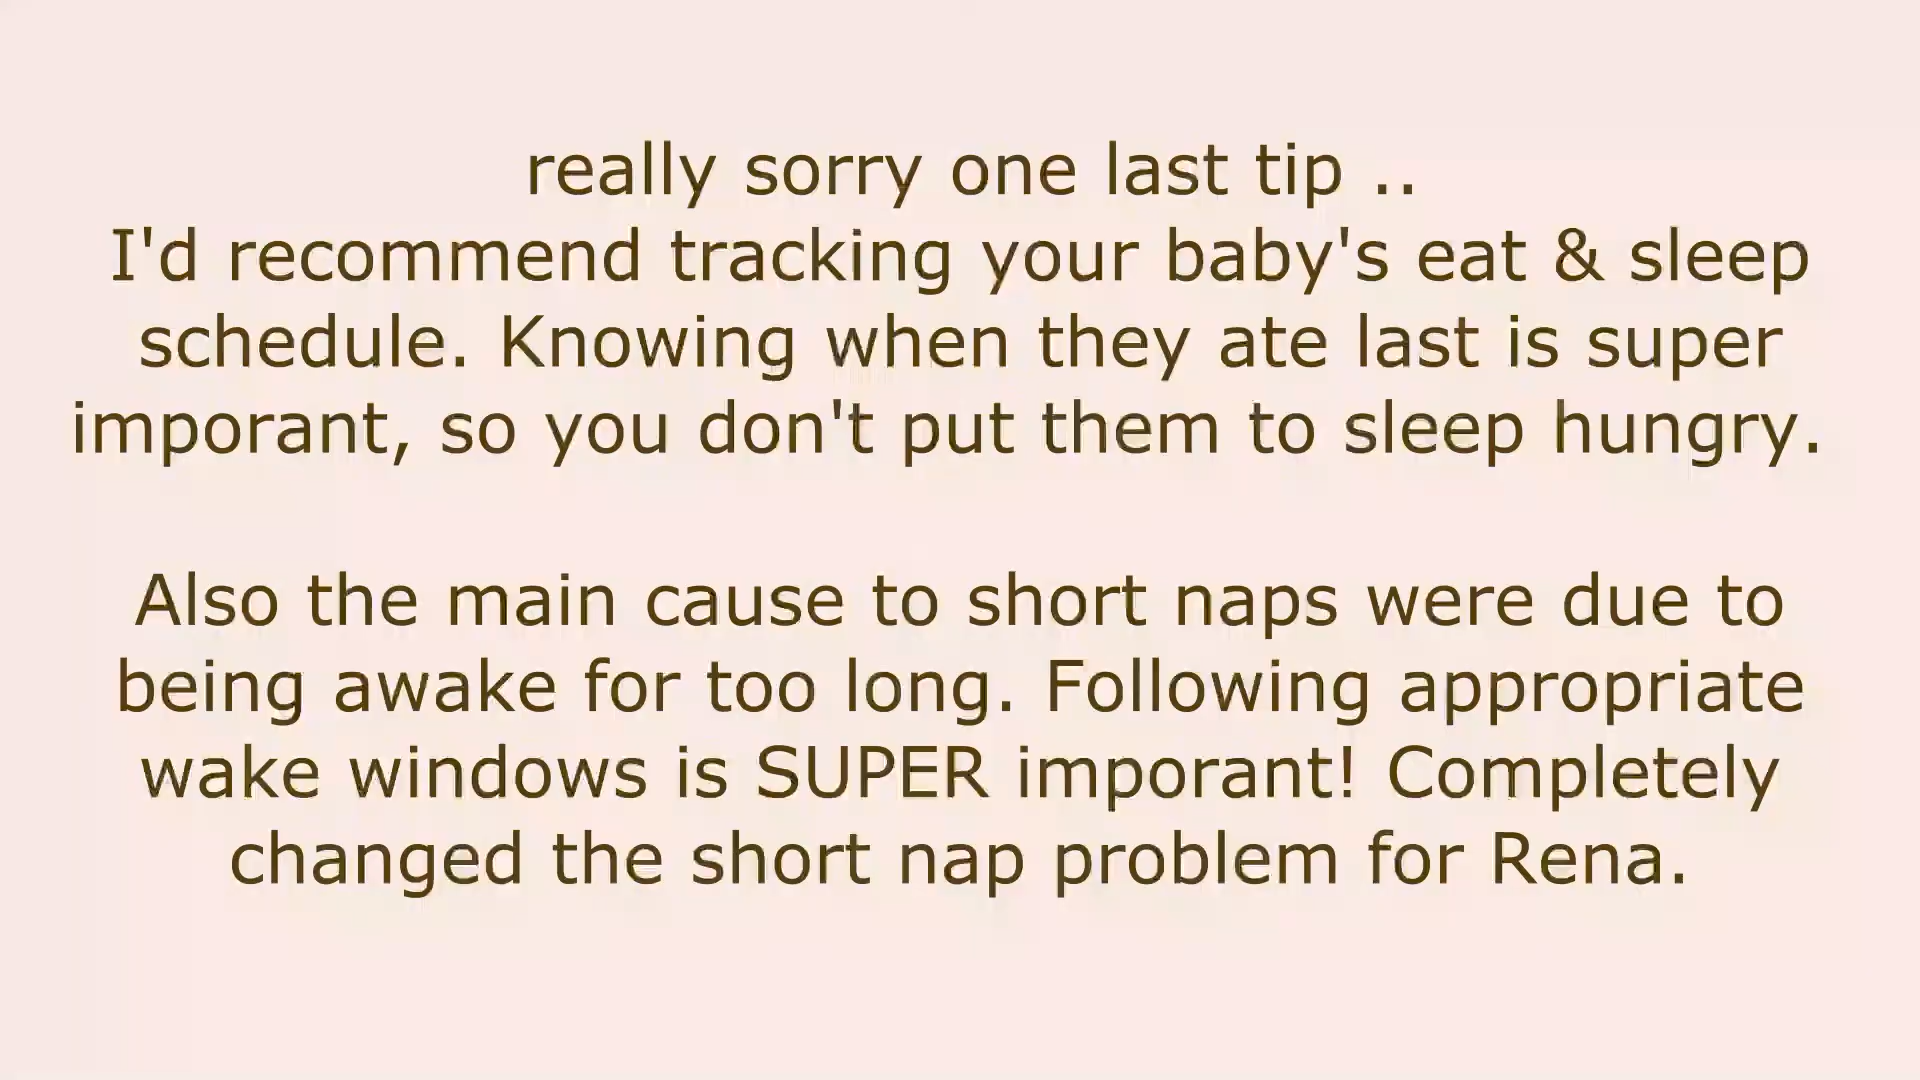 really sorry one last tip ..
I'd recommend tracking your baby's eat & sleep
schedule. Knowing when they ate last is super
imporant, so you don't put them to sleep hungry.
Also the main cause to short naps were due to
being awake for too long. Following appropriate
wake windows is SUPER imporant! Completely
changed the short nap problem for Rena.